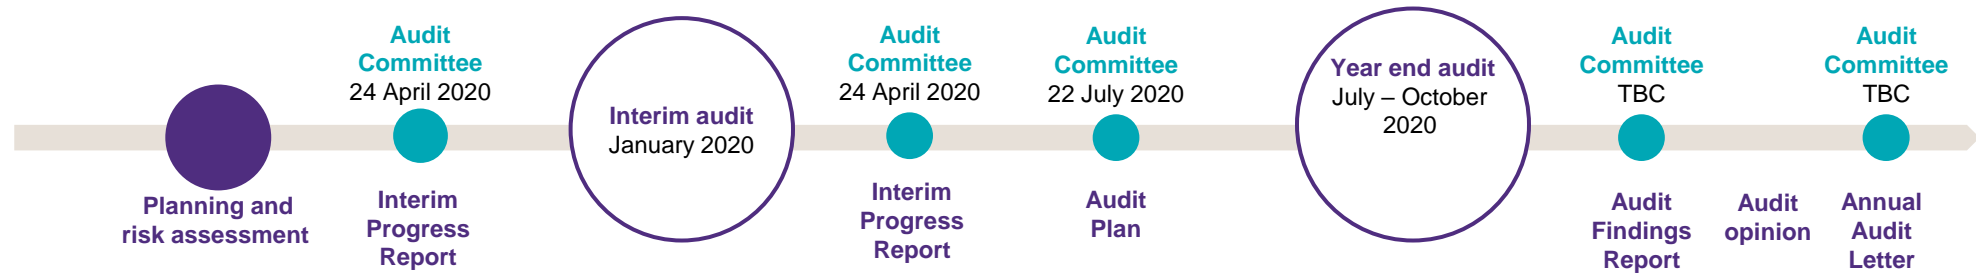 Planning and
risk assessment
Audit
Committee
24 April 2020
Interim
Progress
Report
Interim audit
January 2020
Audit
Committee
24 April 2020
Interim
Progress
Report
Audit
Committee
22 July 2020
Audit
Plan
Year end audit
July – October
2020
Audit
Committee
TBC
Audit
Findings
Report
Audit
opinion
Audit
Committee
TBC
Annual
Audit
Letter